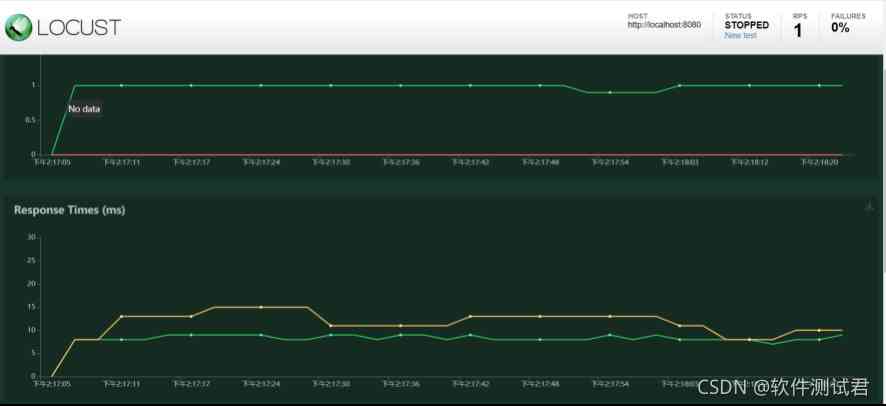 LOCUST
HOST
http://localhost:8080
STATUS
STOPPED
New test
RPS
1
FAILURES
0%
1
No data
0.5
0
下午2:17:05 下午2:17:11 下午2:17:17 下午2:17:24 下午2:17:30 下午2:17:36 下午2:17:42 下午2:17:48 下午2:17:54 下午2:18:03 下午2:18:12 下午2:18:20
Response Times (ms)
30
25
20
15
10
5
0
下午2:17:05 下午2:17:11 下午2:17:17 下午2:17:24 下午2:17:30 下午2:17:36 下午2:17:42 下午2:17:48 下午2:17:54 下午2:18:03
CSDN @软件测试君